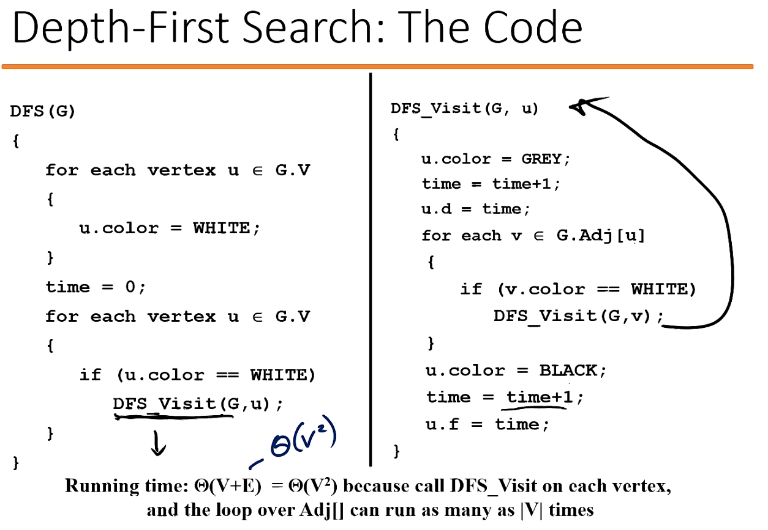 Depth-First Search: The Code
DFS(G)
{
for each vertex u ∈ G.V
{
u.color = WHITE;
}
time = 0;
for each vertex u ∈ G.V
{
if (u.color == WHITE)
DFS_Visit(G,u);
}
}
DFS_Visit(G, u)
{
u.color = GREY;
time = time+1;
u.d = time;
for each v ∈ G.Adj[u]
{
if (v.color == WHITE)
DFS_Visit(G,v);
}
u.color = BLACK;
time = time+1;
u.f = time;
}
Θ(V²)
Running time: Θ(V+E) = Θ(V²) because call DFS_Visit on each vertex,
and the loop over Adj[] can run as many as |V| times